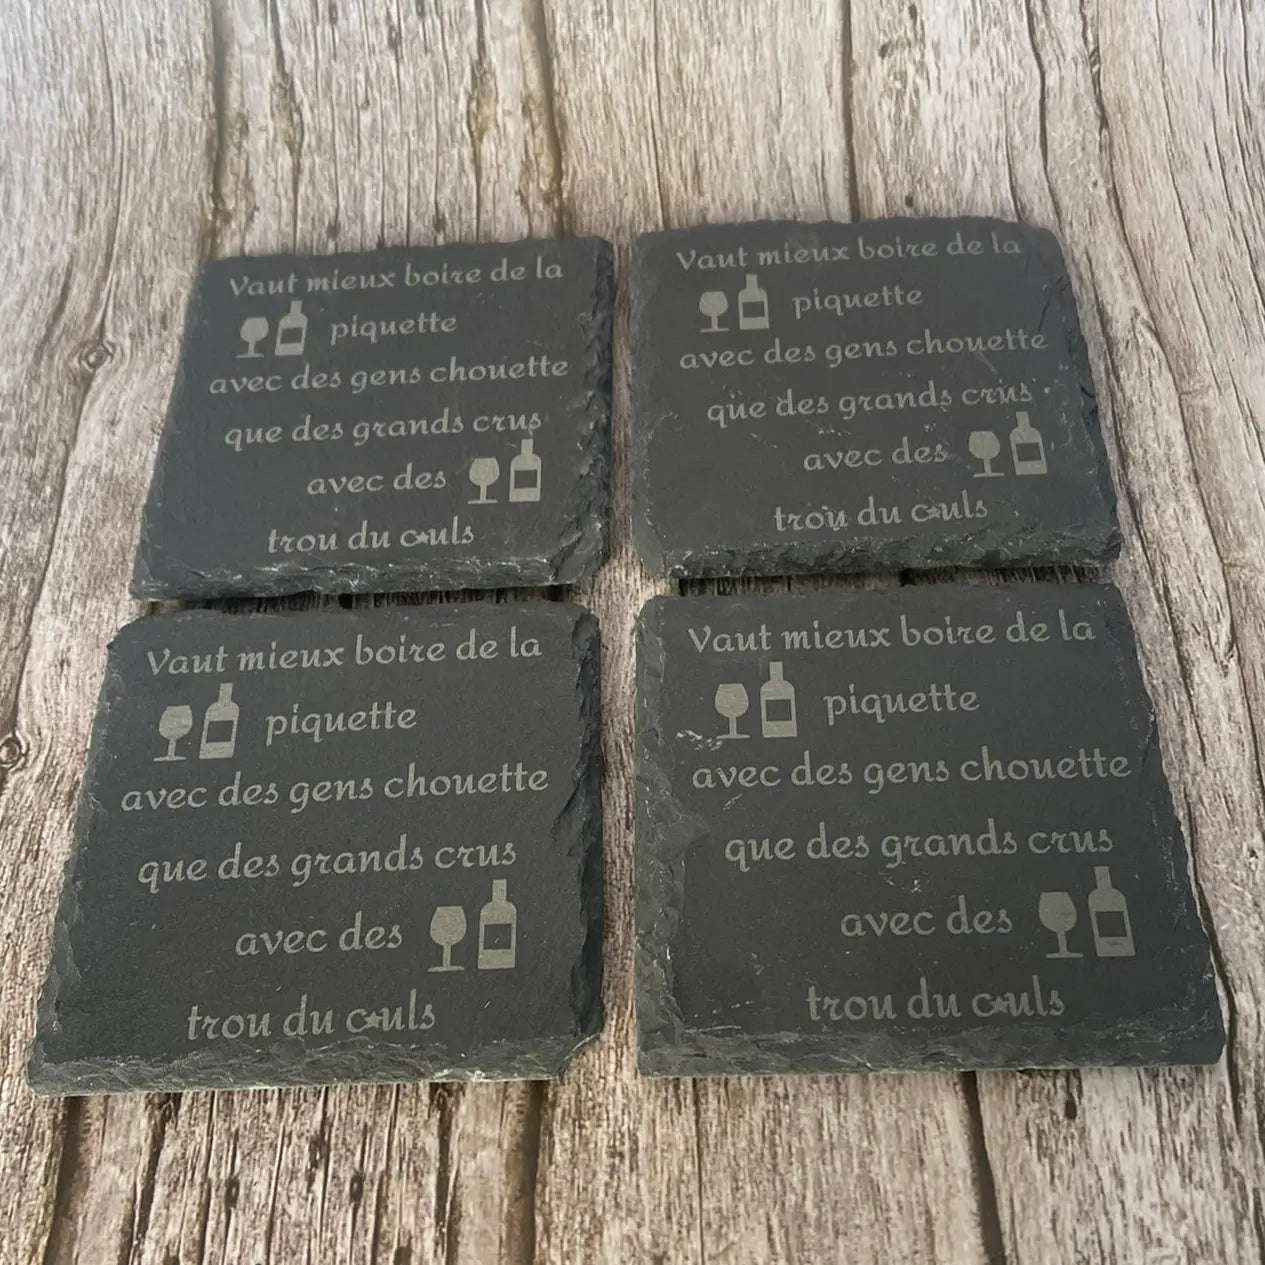 Vaut mieux boire de la
piquette
avec des gens chouette
que des grands crus
avec des
trou du c★uls
Vaut mieux boire de la
piquette
avec des gens chouette
que des grands crus
avec des
trou du c★uls
Vaut mieux boire de la
piquette
avec des gens chouette
que des grands crus
avec des
trou du c★uls
Vaut mieux boire de la
piquette
avec des gens chouette
que des grands crus
avec des
trou du c★uls